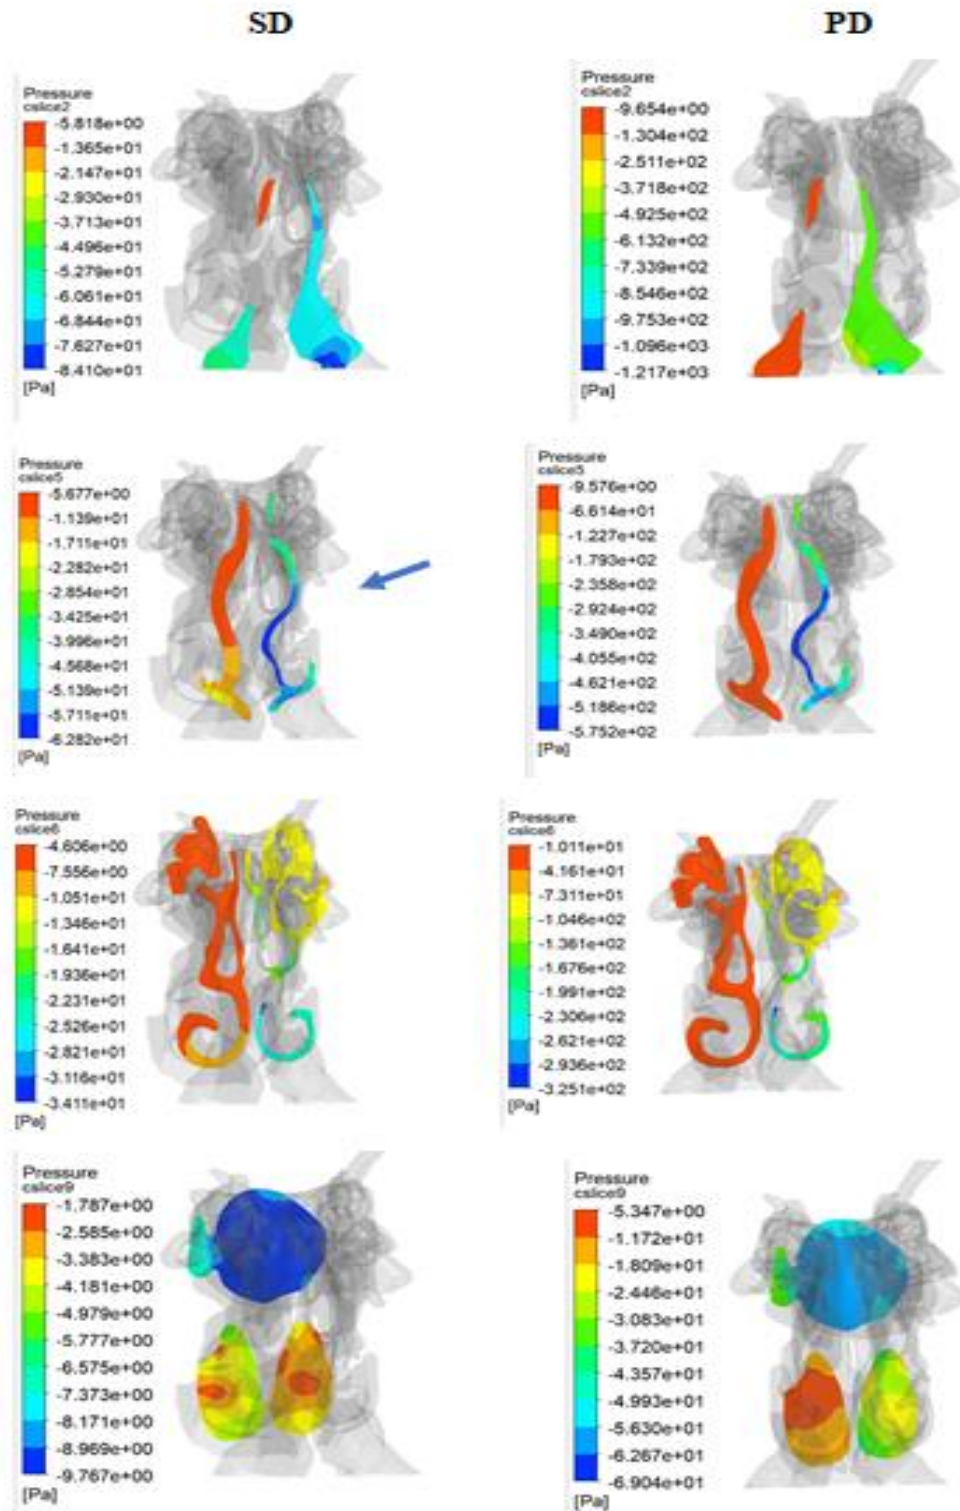 SD
PD
Pressure
cslice2
-5.818e+00
-1.365e+01
-2.147e+01
-2.930e+01
-3.713e+01
-4.496e+01
-5.279e+01
-6.061e+01
-6.844e+01
-7.627e+01
-8.410e+01
[Pa]
Pressure
cslice2
-9.654e+00
-1.304e+02
-2.511e+02
-3.718e+02
-4.925e+02
-6.132e+02
-7.339e+02
-8.546e+02
-9.753e+02
-1.096e+03
-1.217e+03
[Pa]
Pressure
cslice5
-5.677e+00
-1.139e+01
-1.711e+01
-2.282e+01
-2.854e+01
-3.425e+01
-3.996e+01
-4.568e+01
-5.139e+01
-5.711e+01
-6.282e+01
[Pa]
Pressure
cslice5
-9.576e+00
-6.614e+01
-1.227e+02
-1.793e+02
-2.358e+02
-2.924e+02
-3.490e+02
-4.055e+02
-4.621e+02
-5.186e+02
-5.752e+02
[Pa]
Pressure
cslice6
-4.606e+00
-7.556e+00
-1.051e+01
-1.346e+01
-1.641e+01
-1.936e+01
-2.231e+01
-2.526e+01
-2.821e+01
-3.116e+01
-3.411e+01
[Pa]
Pressure
cslice6
-1.011e+01
-4.161e+01
-7.311e+01
-1.046e+02
-1.361e+02
-1.676e+02
-1.991e+02
-2.306e+02
-2.621e+02
-2.936e+02
-3.251e+02
[Pa]
Pressure
cslice9
-1.787e+00
-2.585e+00
-3.383e+00
-4.181e+00
-4.979e+00
-5.777e+00
-6.575e+00
-7.373e+00
-8.171e+00
-8.969e+00
-9.767e+00
[Pa]
Pressure
cslice9
-5.347e+00
-1.172e+01
-1.809e+01
-2.446e+01
-3.083e+01
-3.720e+01
-4.357e+01
-4.993e+01
-5.630e+01
-6.267e+01
-6.904e+01
[Pa]